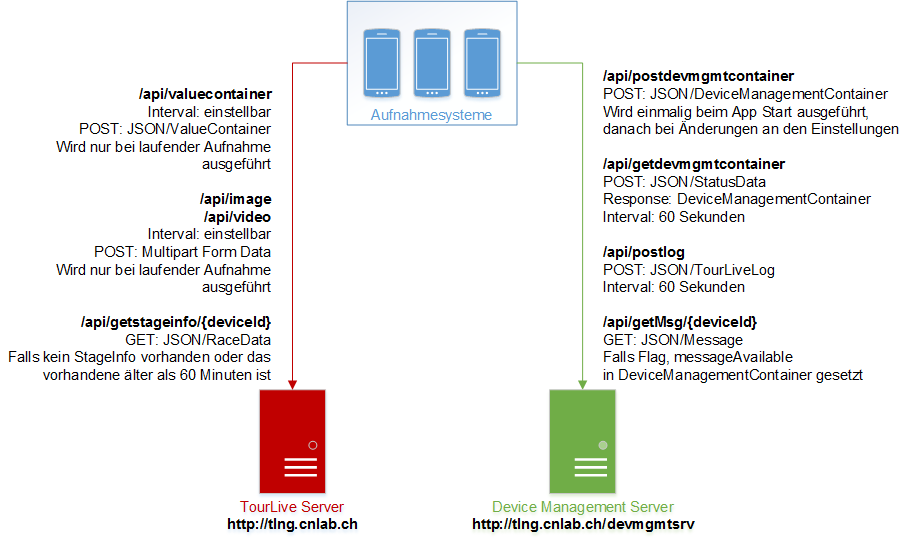 Aufnahmesysteme
/api/valuecontainer
Interval: einstellbar
POST: JSON/ValueContainer
Wird nur bei laufender Aufnahme
ausgeführt
/api/image
/api/video
Interval: einstellbar
POST: Multipart Form Data
Wird nur bei laufender Aufnahme
ausgeführt
/api/getstageinfo/{deviceId}
GET: JSON/RaceData
Falls kein StageInfo vorhanden oder das
vorhandene älter als 60 Minuten ist
TourLive Server
http://tlng.cnlab.ch
/api/postdevmgmtcontainer
POST: JSON/DeviceManagementContainer
Wird einmalig beim App Start ausgeführt,
danach bei Änderungen an den Einstellungen
/api/getdevmgmtcontainer
POST: JSON/StatusData
Response: DeviceManagementContainer
Interval: 60 Sekunden
/api/postlog
POST: JSON/TourLiveLog
Interval: 60 Sekunden
/api/getMsg/{deviceId}
GET: JSON/Message
Falls Flag, messageAvailable
in DeviceManagementContainer gesetzt
Device Management Server
http://tlng.cnlab.ch/devmgmtsrv